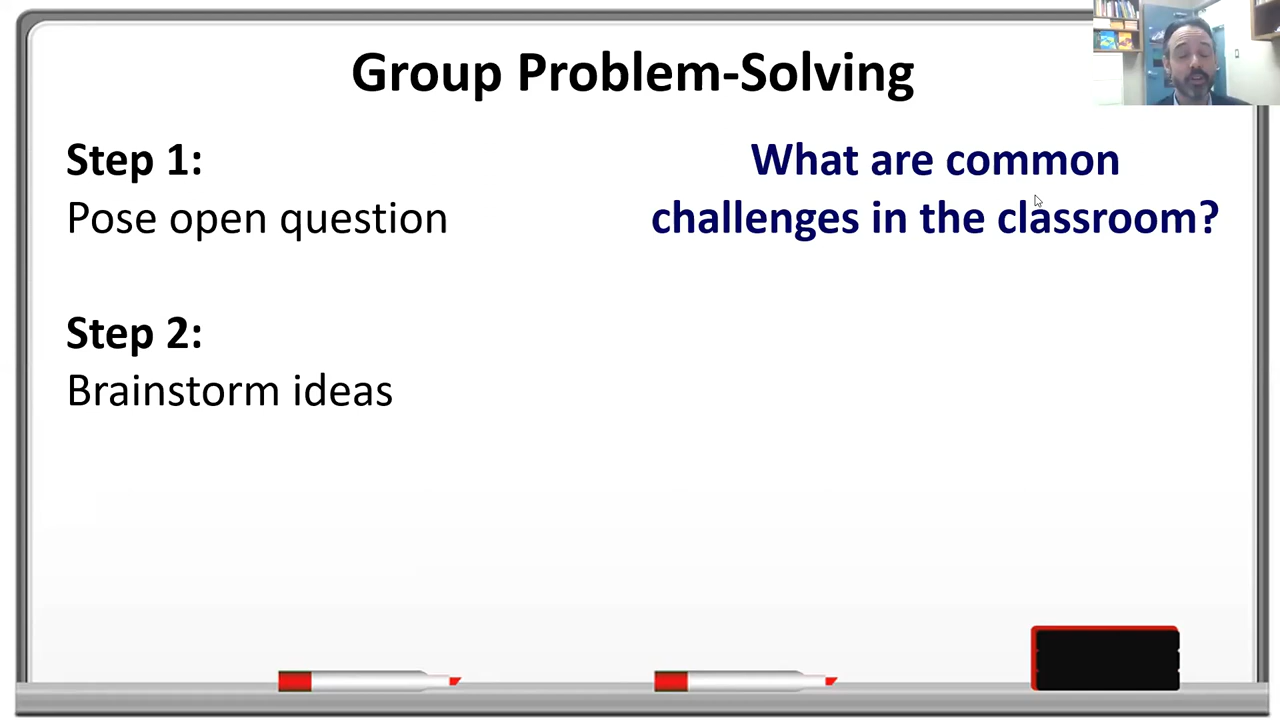 Group Problem-Solving
Step 1:
Pose open question
What are common
challenges in the classroom?
Step 2:
Brainstorm ideas